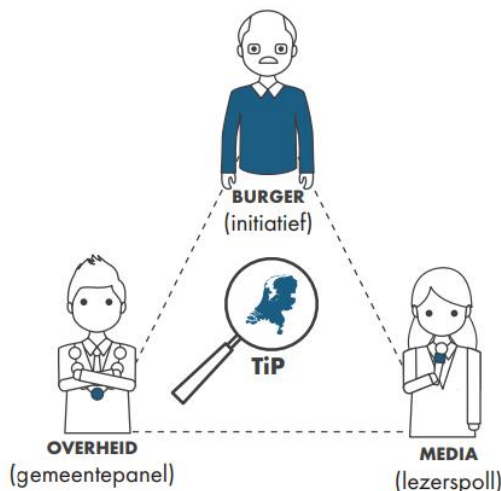 BURGER
(initiatief)
TiP
OVERHEID
(gemeentepanel)
MEDIA
(lezerspoll)